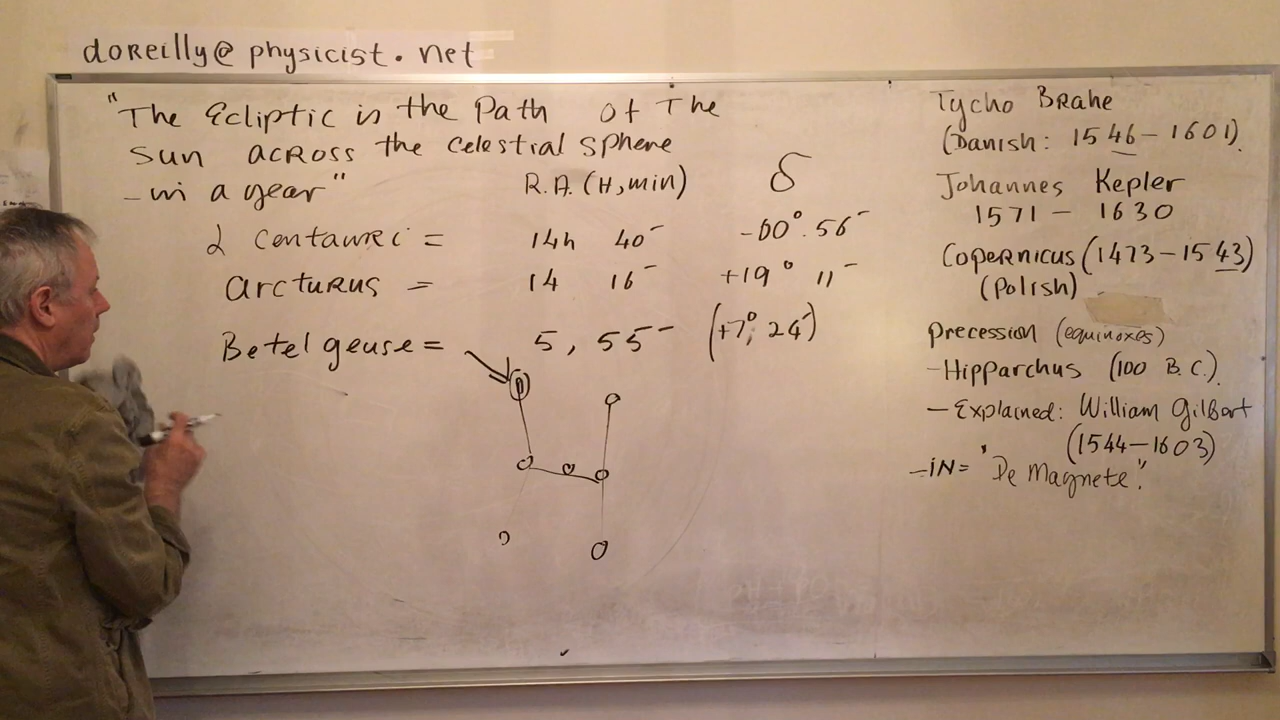 doReilly@physicist.net
"The Ecliptic is the Path of The
Sun across the celestial sphere
- in a year"
R.A. (H, min) δ
α Centauri = 14h 40′ -60° 56′
Arcturus = 14 16′ +19° 11′
Betelgeuse = 5, 55′ (+7°, 24′)
Tycho Brahe
(Danish: 1546 - 1601).
Johannes Kepler
1571 - 1630
Copernicus (1473 - 1543)
(Polish)
Precession (equinoxes)
- Hipparchus (100 B.C.)
- Explained: William Gilbert
(1544-1603)
- iN = "De Magnete".